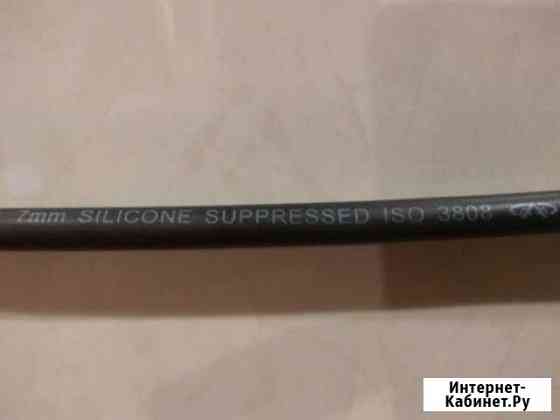 7mm SILICONE SUPPRESSED ISO 3808
Интернет-
Кабинет.Ру